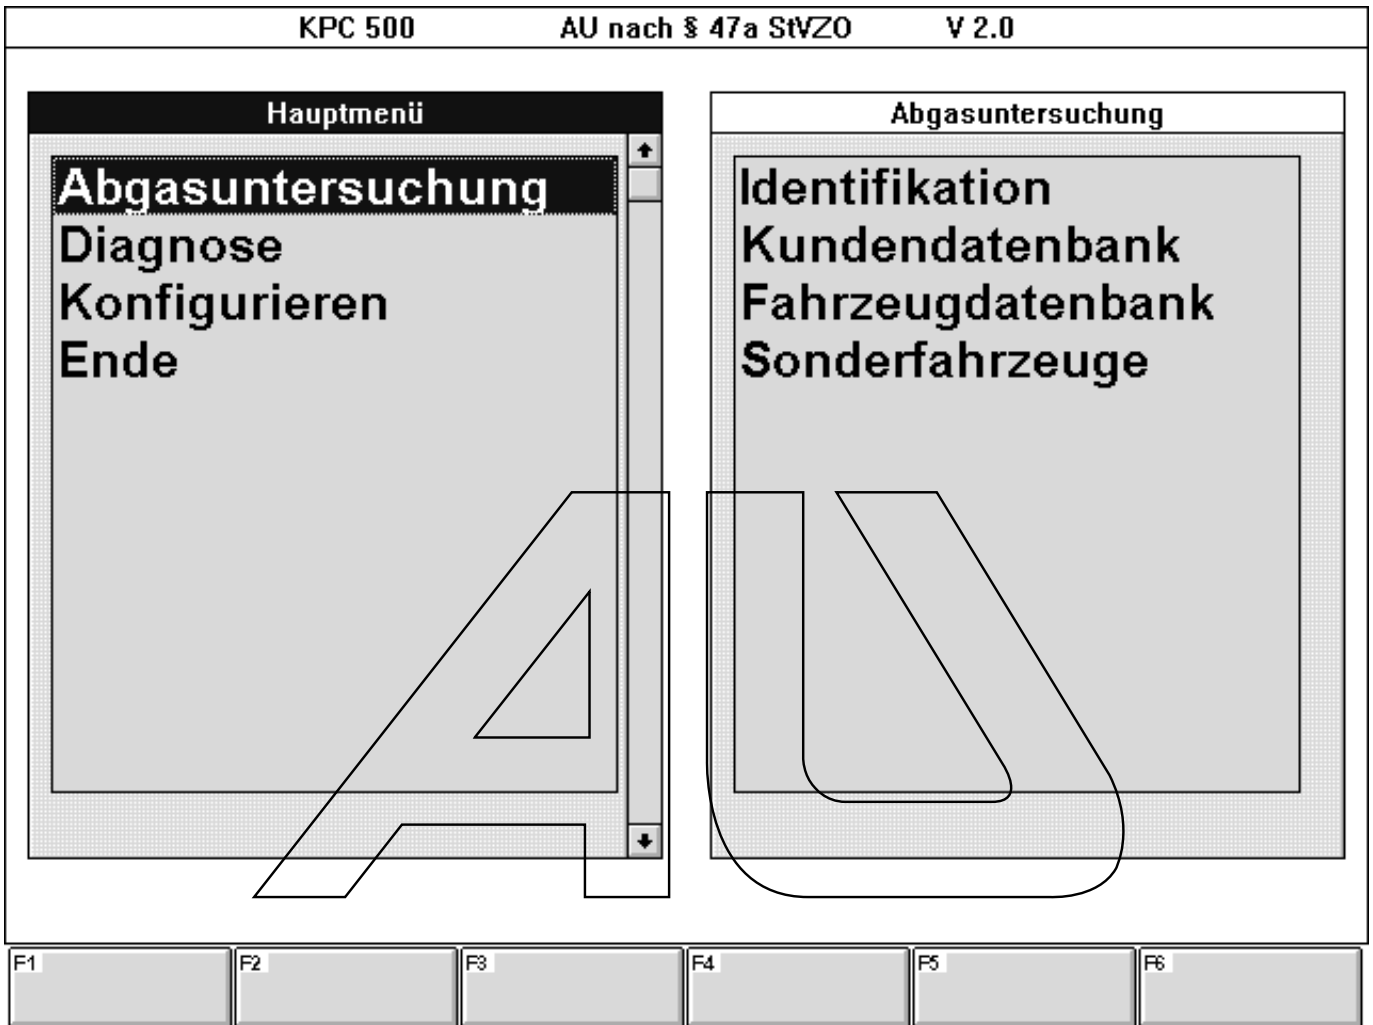 KPC 500 AU nach § 47a StVZO V 2.0
Hauptmenü
Abgasuntersuchung
Diagnose
Konfigurieren
Ende
Abgasuntersuchung
Identifikation
Kundendatenbank
Fahrzeugdatenbank
Sonderfahrzeuge
AU
F1 F2 F3 F4 F5 F6